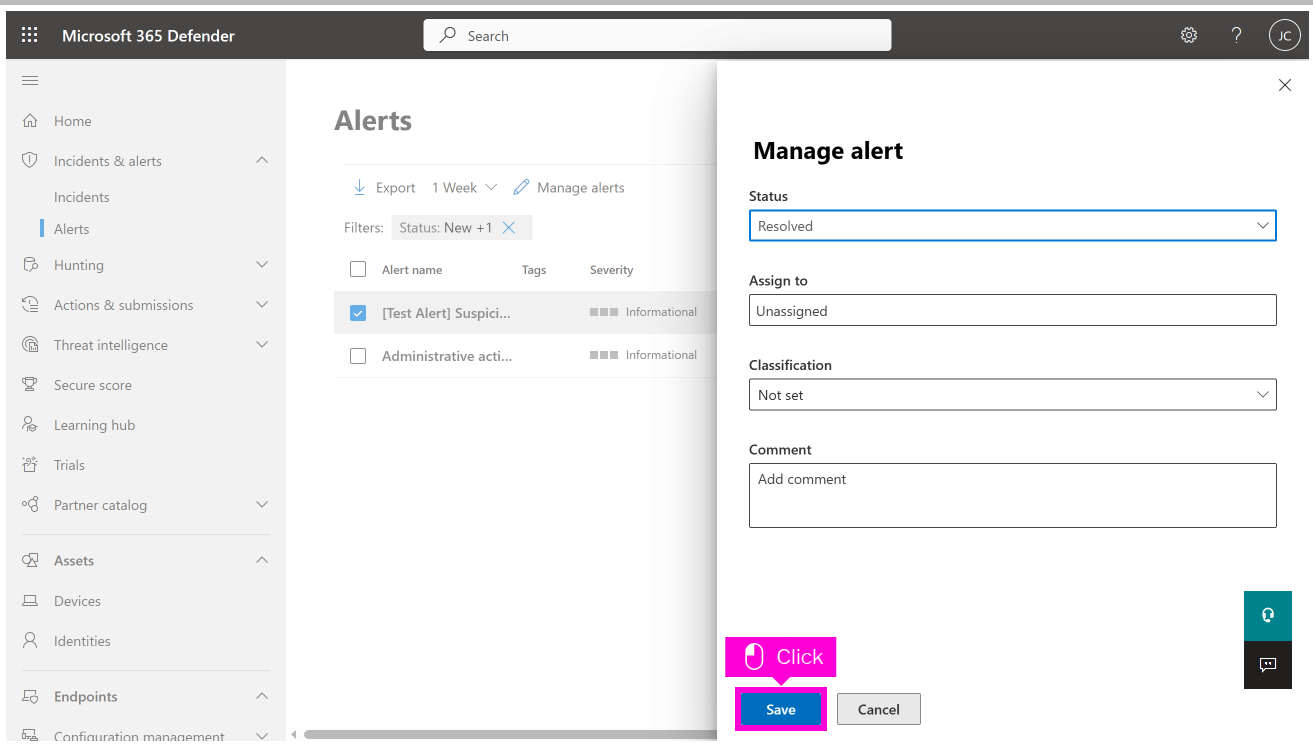 Microsoft 365 Defender
Search
?
JC
Home
Incidents & alerts
Incidents
Alerts
Hunting
Actions & submissions
Threat intelligence
Secure score
Learning hub
Trials
Partner catalog
Assets
Devices
Identities
Endpoints
Configuration management
Alerts
Export 1 Week Manage alerts
Filters: Status: New +1
Alert name Tags Severity
[Test Alert] Suspici... Informational
Administrative acti... Informational
Manage alert
Status
Resolved
Assign to
Unassigned
Classification
Not set
Comment
Add comment
Click
Save Cancel